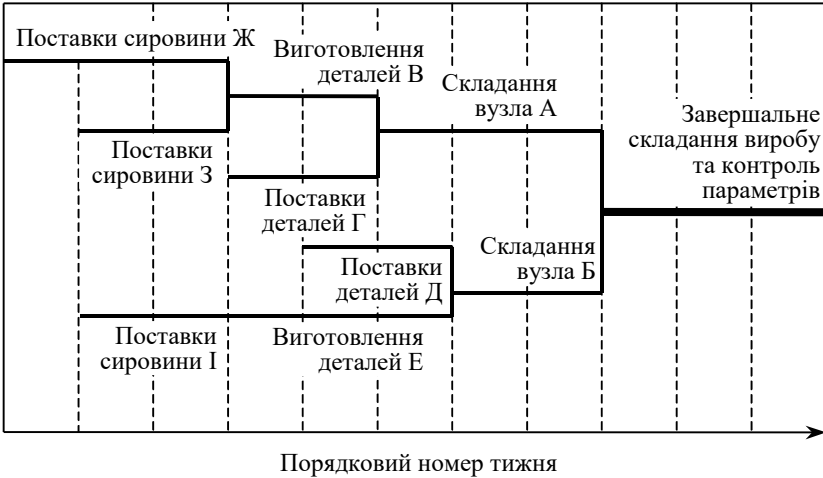 Поставки сировини Ж
Виготовлення
деталей В
Складання
вузла А
Завершальне
складання виробу
та контроль
параметрів
Поставки
сировини З
Поставки
деталей Г
Складання
вузла Б
Поставки
деталей Д
Поставки
сировини І
Виготовлення
деталей Е
Порядковий номер тижня